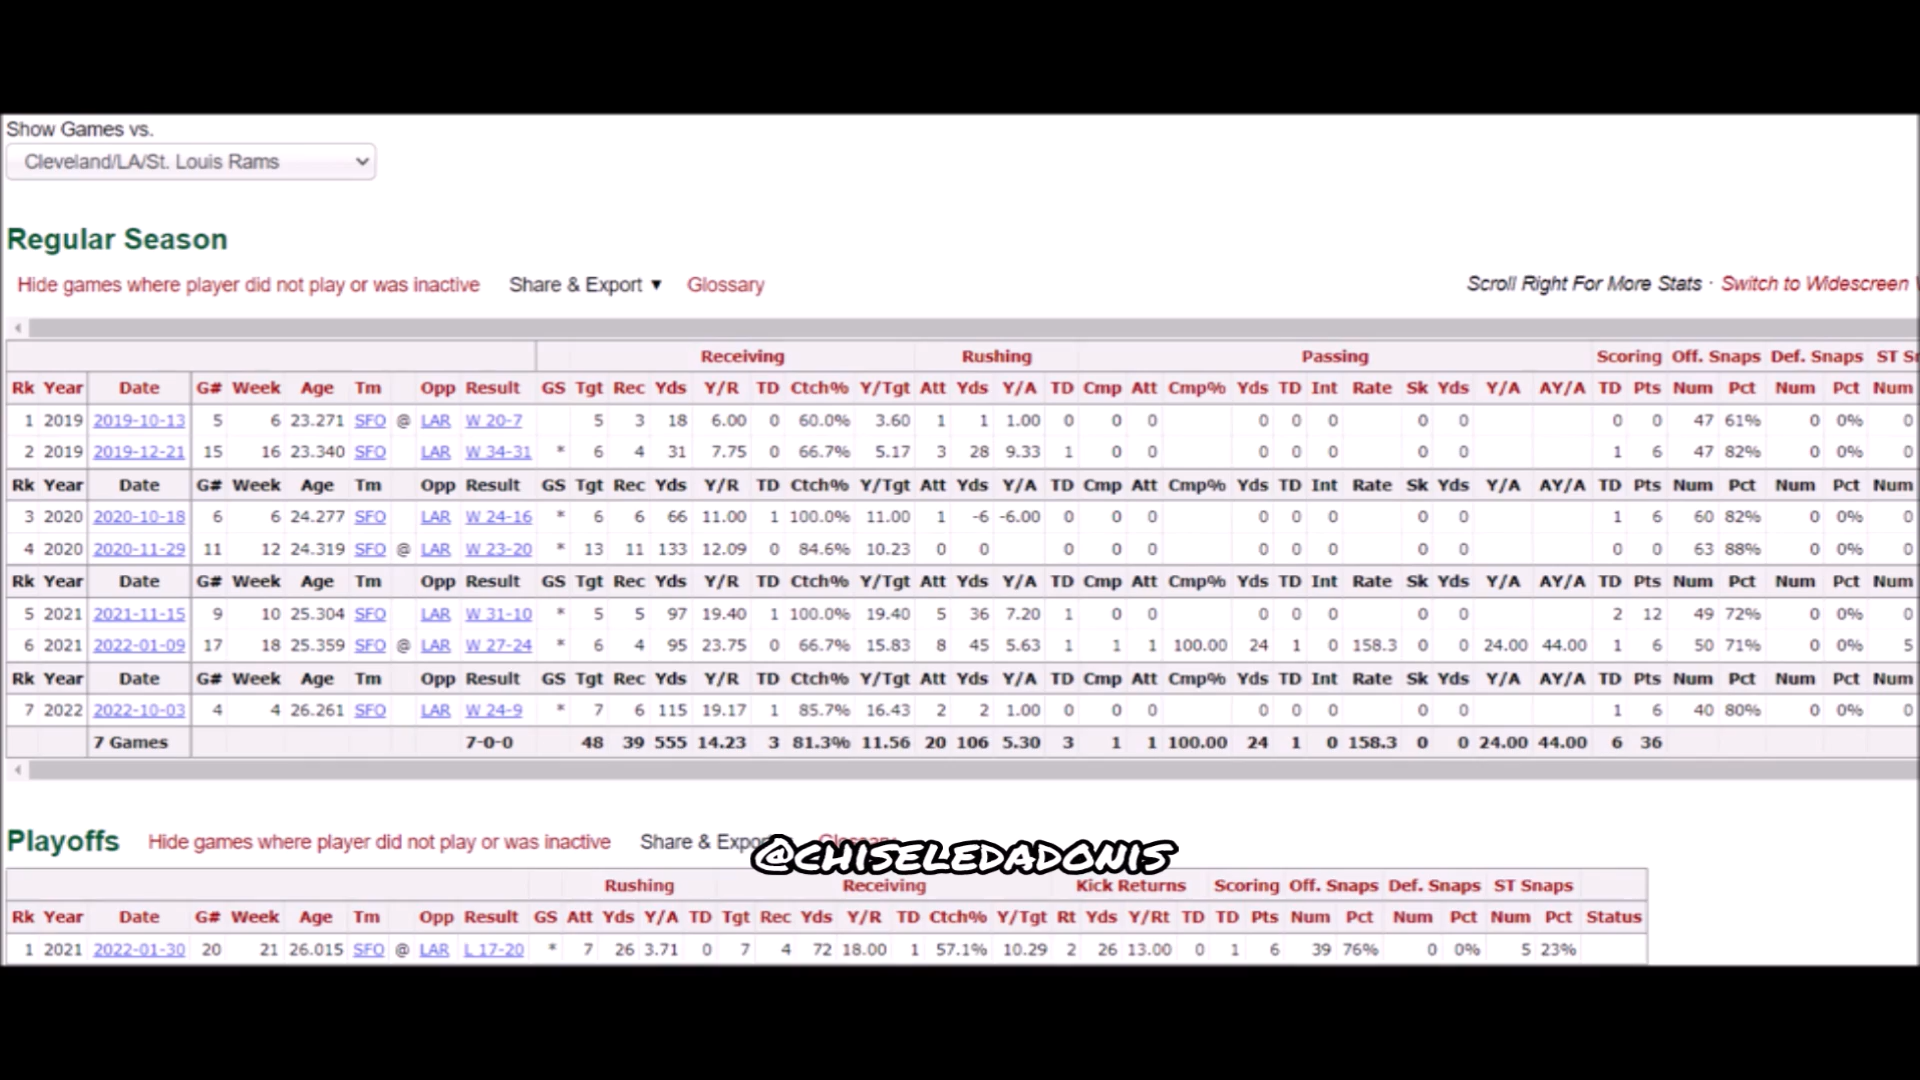 Show Games vs.
Cleveland/LA/St. Louis Rams
Regular Season
Hide games where player did not play or was inactive Share & Export ▼ Glossary Scroll Right For More Stats · Switch to Widescreen
Receiving Rushing Passing Scoring Off. Snaps Def. Snaps ST
Rk Year Date G# Week Age Tm Opp Result GS Tgt Rec Yds Y/R TD Ctch% Y/Tgt Att Yds Y/A TD Cmp Att Cmp% Yds TD Int Rate Sk Yds Y/A AY/A TD Pts Num Pct Num Pct Num
1 2019 2019-10-13 5 6 23.271 SFO @ LAR W 20-7 5 3 18 6.00 0 60.0% 3.60 1 1 1.00 0 0 0 0 0 0 0 0 0 0 47 61% 0 0% 0
2 2019 2019-12-21 15 16 23.340 SFO LAR W 34-31 * 6 4 31 7.75 0 66.7% 5.17 3 28 9.33 1 0 0 0 0 0 0 0 1 6 47 82% 0 0% 0
Rk Year Date G# Week Age Tm Opp Result GS Tgt Rec Yds Y/R TD Ctch% Y/Tgt Att Yds Y/A TD Cmp Att Cmp% Yds TD Int Rate Sk Yds Y/A AY/A TD Pts Num Pct Num Pct Num
3 2020 2020-10-18 6 6 24.277 SFO LAR W 24-16 * 6 6 66 11.00 1 100.0% 11.00 1 -6 -6.00 0 0 0 0 0 0 0 0 1 6 60 82% 0 0% 0
4 2020 2020-11-29 11 12 24.319 SFO @ LAR W 23-20 * 13 11 133 12.09 0 84.6% 10.23 0 0 0 0 0 0 0 0 0 0 0 0 63 88% 0 0% 0
Rk Year Date G# Week Age Tm Opp Result GS Tgt Rec Yds Y/R TD Ctch% Y/Tgt Att Yds Y/A TD Cmp Att Cmp% Yds TD Int Rate Sk Yds Y/A AY/A TD Pts Num Pct Num Pct Num
5 2021 2021-11-15 9 10 25.304 SFO LAR W 31-10 * 5 5 97 19.40 1 100.0% 19.40 5 36 7.20 1 0 0 0 0 0 0 0 2 12 49 72% 0 0% 0
6 2021 2022-01-09 17 18 25.359 SFO @ LAR W 27-24 * 6 4 95 23.75 0 66.7% 15.83 8 45 5.63 1 1 1 100.00 24 1 0 158.3 0 0 24.00 44.00 1 6 50 71% 0 0% 5
Rk Year Date G# Week Age Tm Opp Result GS Tgt Rec Yds Y/R TD Ctch% Y/Tgt Att Yds Y/A TD Cmp Att Cmp% Yds TD Int Rate Sk Yds Y/A AY/A TD Pts Num Pct Num Pct Num
7 2022 2022-10-03 4 4 26.261 SFO LAR W 24-9 * 7 6 115 19.17 1 85.7% 16.43 2 2 1.00 0 0 0 0 0 0 0 0 1 6 40 80% 0 0% 0
7 Games 7-0-0 48 39 555 14.23 3 81.3% 11.56 20 106 5.30 3 1 1 100.00 24 1 0 158.3 0 0 24.00 44.00 6 36
Playoffs Hide games where player did not play or was inactive Share & Export Glossary
@CHISELEDADONIS
Rushing Receiving Kick Returns Scoring Off. Snaps Def. Snaps ST Snaps
Rk Year Date G# Week Age Tm Opp Result GS Att Yds Y/A TD Tgt Rec Yds Y/R TD Ctch% Y/Tgt Rt Yds Y/Rt TD TD Pts Num Pct Num Pct Num Pct Status
1 2021 2022-01-30 20 21 26.015 SFO @ LAR L 17-20 * 7 26 3.71 0 7 4 72 18.00 1 57.1% 10.29 2 26 13.00 0 1 6 39 76% 0 0% 5 23%